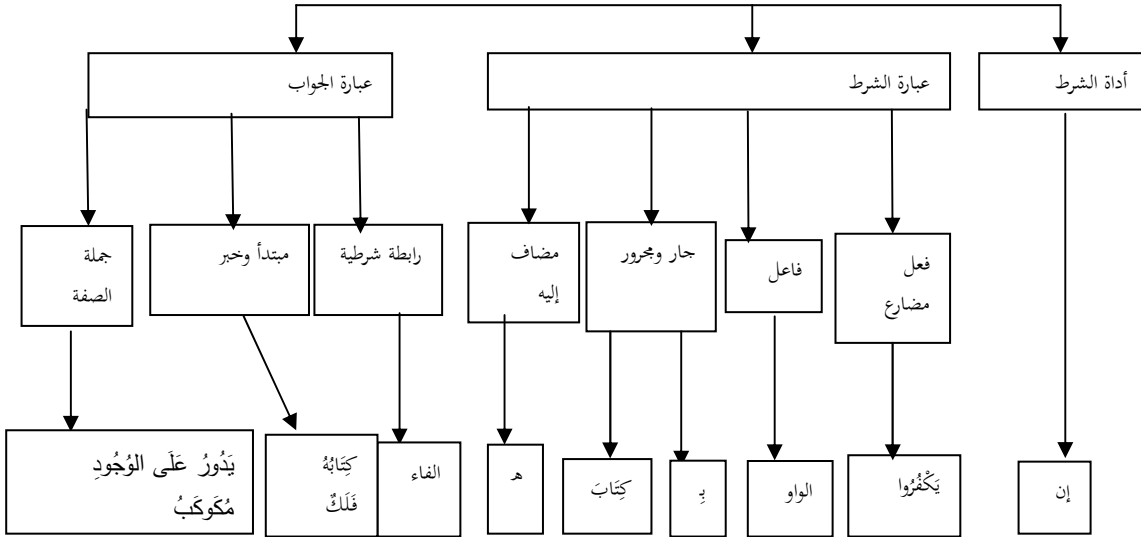 أداة الشرط
عبارة الشرط
عبارة الجواب
فعل
مضارع
فاعل
جار ومجرور
مضاف
إليه
رابطة شرطية
مبتدأ وخبر
جملة
الصفة
إن
يَكْفُرُوا
الواو
بِ
كِتَابَ
هـ
الفاء
كِتَابُهُ
فَلَكٌ
يَدُورُ عَلَى الوُجُودِ
مُكَوكَبُ